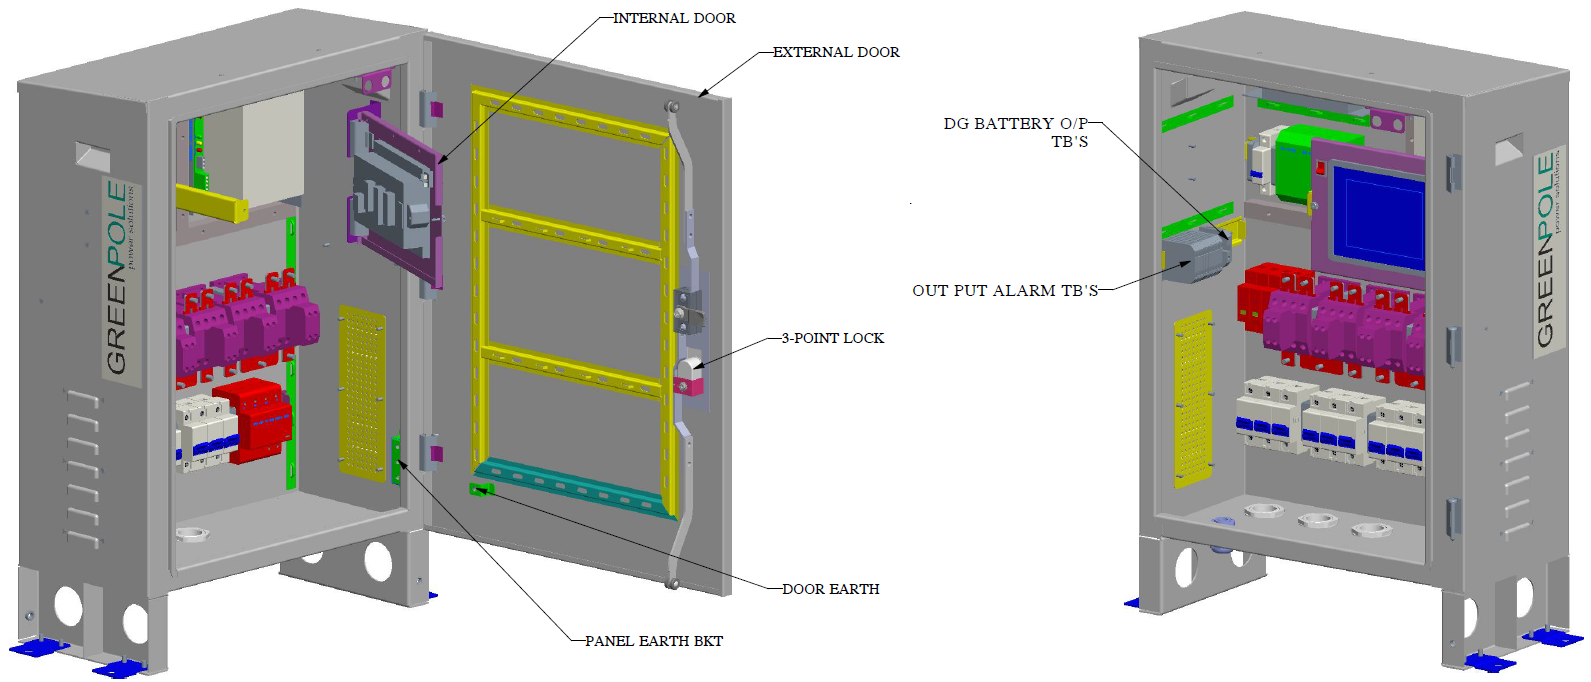 INTERNAL DOOR
EXTERNAL DOOR
3-POINT LOCK
DOOR EARTH
PANEL EARTH BKT
GREENPOLE
power solutions
DG BATTERY O/P
TB'S
OUT PUT ALARM TB'S
GREENPOLE
power solutions